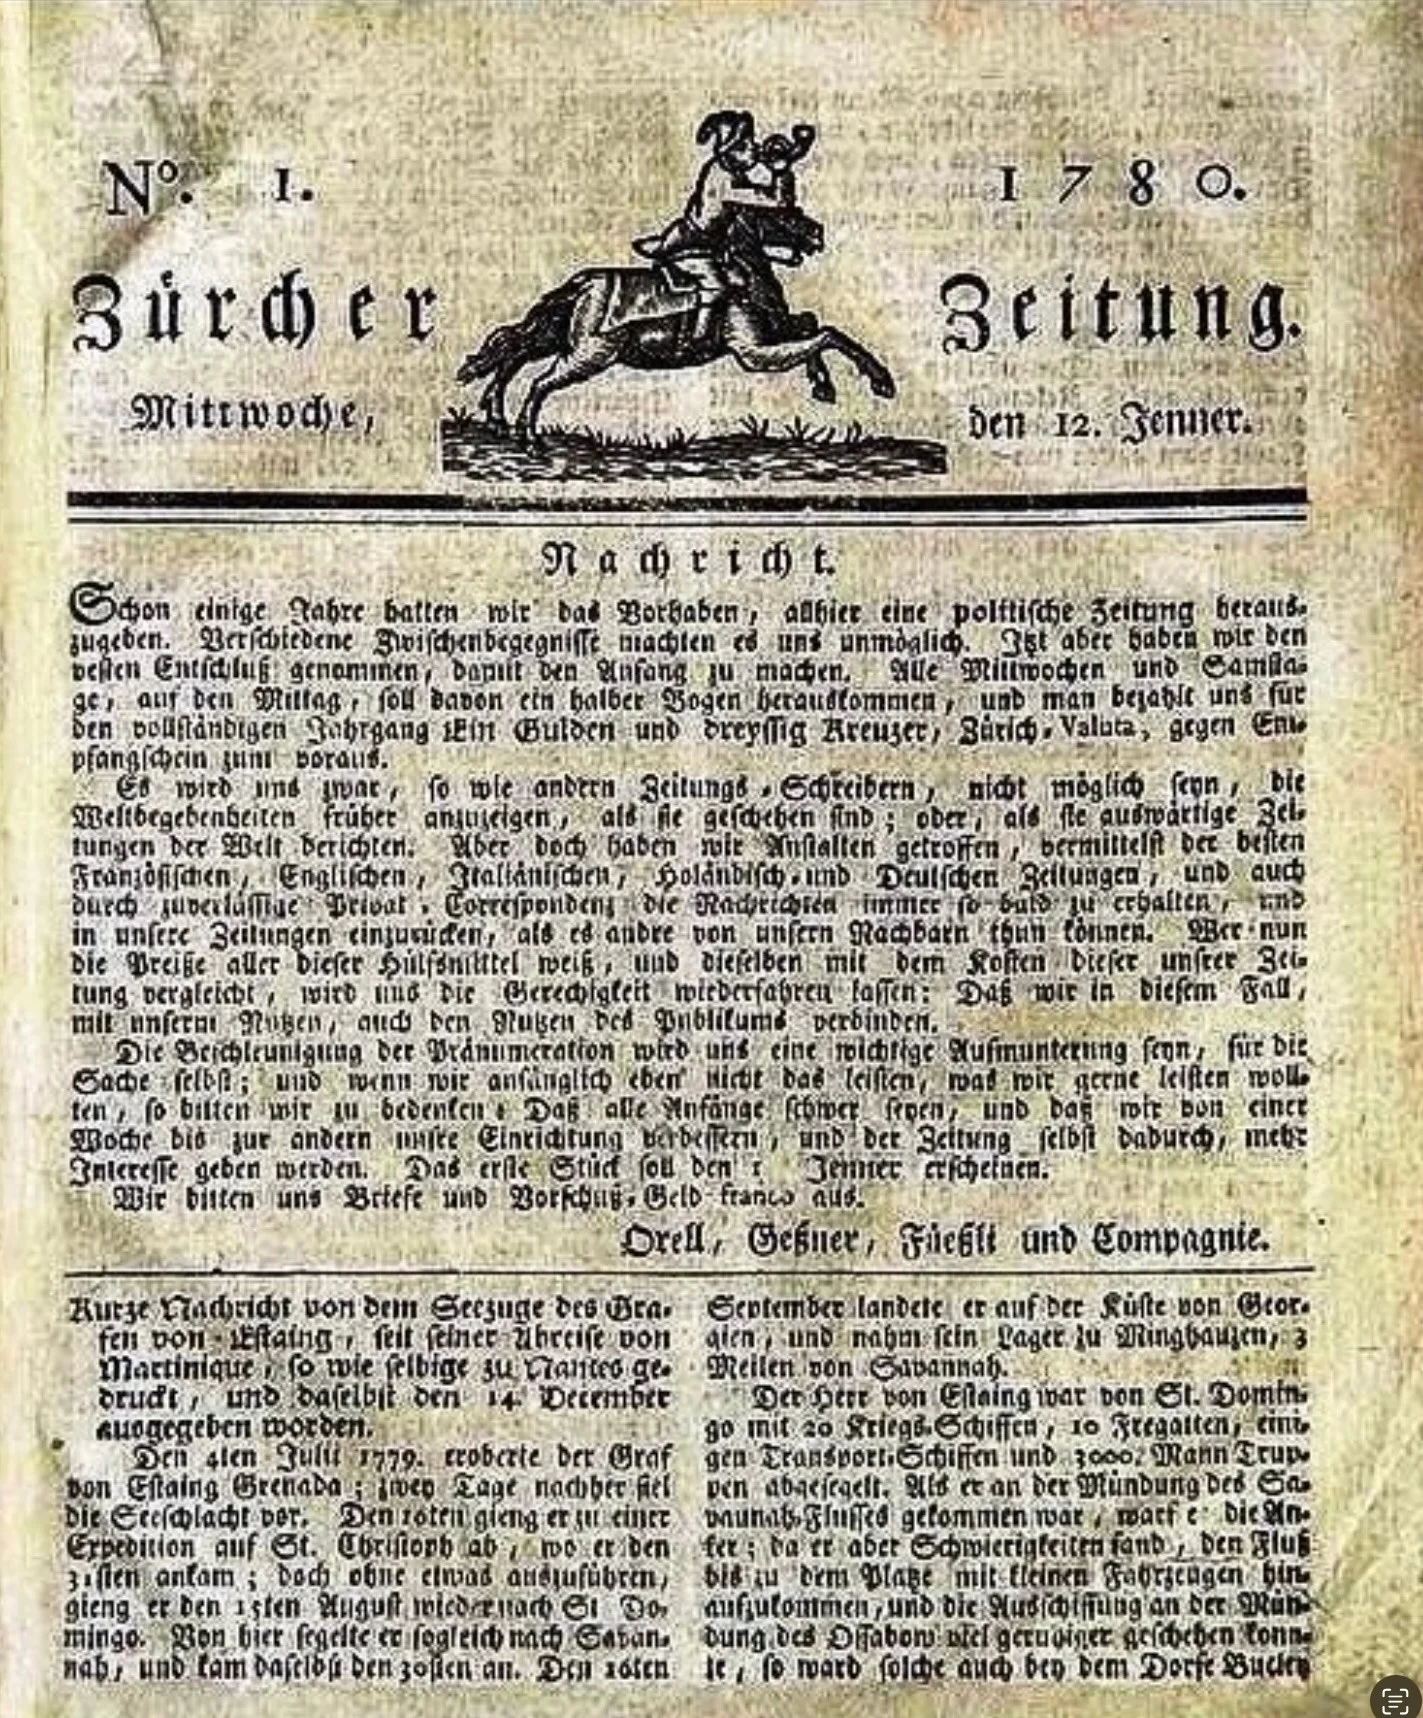 No. 1.
1780.
Zürcher Zeitung.
Mittwoche, den 12. Jenner.
Nachricht.
Schon einige Jahre hatten wir das Vorhaben, allhier eine politische Zeitung heraus-
zugeben. Verschiedene Zwischenbegegnisse machten es uns unmöglich. Jtzt aber haben wir den
vesten Entschluß genommen, damit den Anfang zu machen. Alle Mittwochen und Samsta-
ge, auf den Mittag, soll davon ein halber Bogen herauskommen, und man bezahlt uns für
den vollständigen Jahrgang Ein Gulden und dreyssig Kreuzer, Zürich-Valuta, gegen Em-
pfangschein zum voraus.
Es wird uns zwar, so wie andern Zeitungs-Schreibern, nicht möglich seyn, die
Weltbegebenheiten früher anzuzeigen, als sie geschehen sind; oder, als sie auswärtige Zei-
tungen der Welt berichten. Aber doch haben wir Anstalten getroffen, vermittelst der besten
Französischen, Englischen, Italiänischen, Holändisch-und Deutschen Zeitungen, und auch
durch zuverlässige Privat-Correspondenz die Nachrichten immer so bald zu erhalten, und
in unsere Zeitungen einzurücken, als es andre von unsern Nachbarn thun können. Wer nun
die Preiße aller dieser Hülfsmittel weiß, und dieselben mit dem Kosten dieser unsrer Zei-
tung vergleicht, wird uns die Gerechigkeit wiederfahren lassen: Daß wir in diesem Fall,
mit unserm Nutzen, auch den Nutzen des Publikums verbinden.
Die Beschleunigung der Pränumeration wird uns eine wichtige Aufmunterung seyn, für die
Sache selbst; und wenn wir anfänglich eben nicht das leisten, was wir gerne leisten woll-
ten, so bitten wir zu bedenken: Daß alle Anfänge schwer seyen, und daß wir von einer
Woche bis zur andern unsre Einrichtung verbessern, und der Zeitung selbst dadurch, mehr
Interesse geben werden. Das erste Stück soll den Jenner erscheinen.
Wir bitten uns Briefe und Vorschuß-Geld franco aus.
Orell, Geßner, Füeßli und Compagnie.
Kurze Nachricht von dem Seezuge des Gra-
fen von Estaing, seit seiner Abreise von
Martinique, so wie selbige zu Nantes ge-
druckt, und daselbst den 14. December
ausgegeben worden.
Den 4ten Julii 1779. eroberte der Graf
von Estaing Grenada; zwey Tage nachher fiel
die Seeschlacht vor. Den 10ten gieng er zu einer
Expedition auf St. Christoph ab, wo er den
31sten ankam; doch ohne etwas auszuführen,
gieng er den 15ten August wieder nach St Do-
mingo. Von hier segelte er sogleich nach Savan-
nah, und kam daselbst den 30sten an. Den 16ten
September landete er auf der Küste von Geor-
gien, und nahm sein Lager zu Minghauzen, 3
Meilen von Savannah.
Der Herr von Estaing war von St. Domin-
go mit 20 Kriegs-Schiffen, 10 Fregatten, eini-
gen Transport-Schiffen und 3000. Mann Trup-
pen abgesegelt. Als er an der Mündung des Sa-
vannah-Flusses gekommen war, warf er die An-
ker; da er aber Schwierigkeiten fand, den Fluß
bis zu dem Platze mit kleinen Fahrzeugen hin-
aufzukommen, und die Ausschiffung an der Mün-
dung des Ossabow viel geruhiger geschehen konn-
te, so ward solche auch bey dem Dorfe Bucley